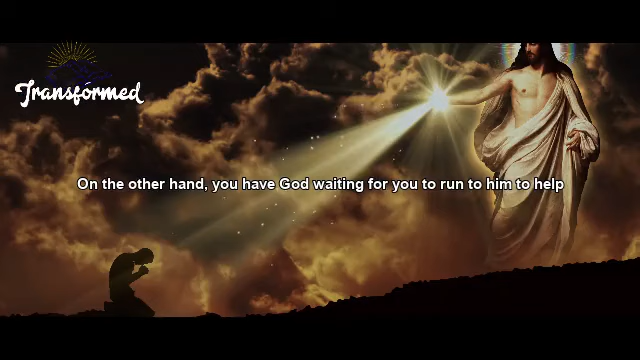 Transformed
On the other hand, you have God waiting for you to run to him to help